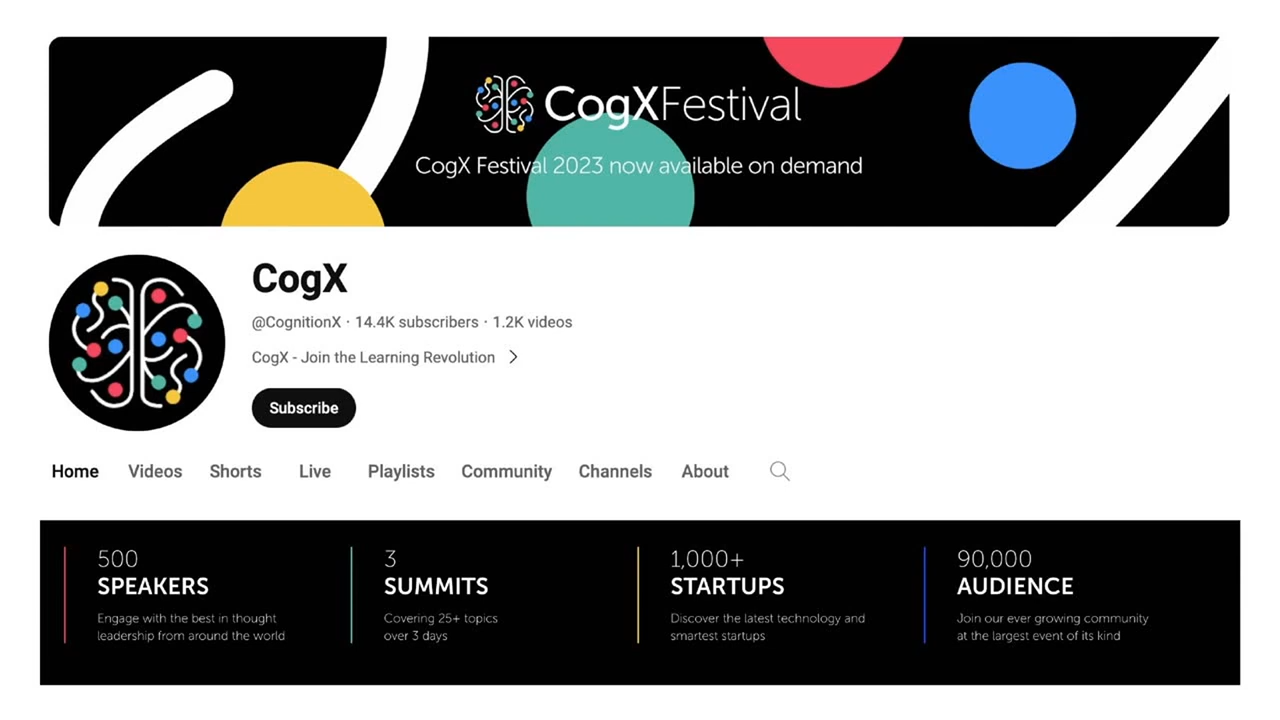 CogXFestival
CogX Festival 2023 now available on demand
CogX
@CognitionX · 14.4K subscribers · 1.2K videos
CogX - Join the Learning Revolution
Subscribe
Home Videos Shorts Live Playlists Community Channels About
500
SPEAKERS
Engage with the best in thought
leadership from around the world
3
SUMMITS
Covering 25+ topics
over 3 days
1,000+
STARTUPS
Discover the latest technology and
smartest startups
90,000
AUDIENCE
Join our ever growing community
at the largest event of its kind